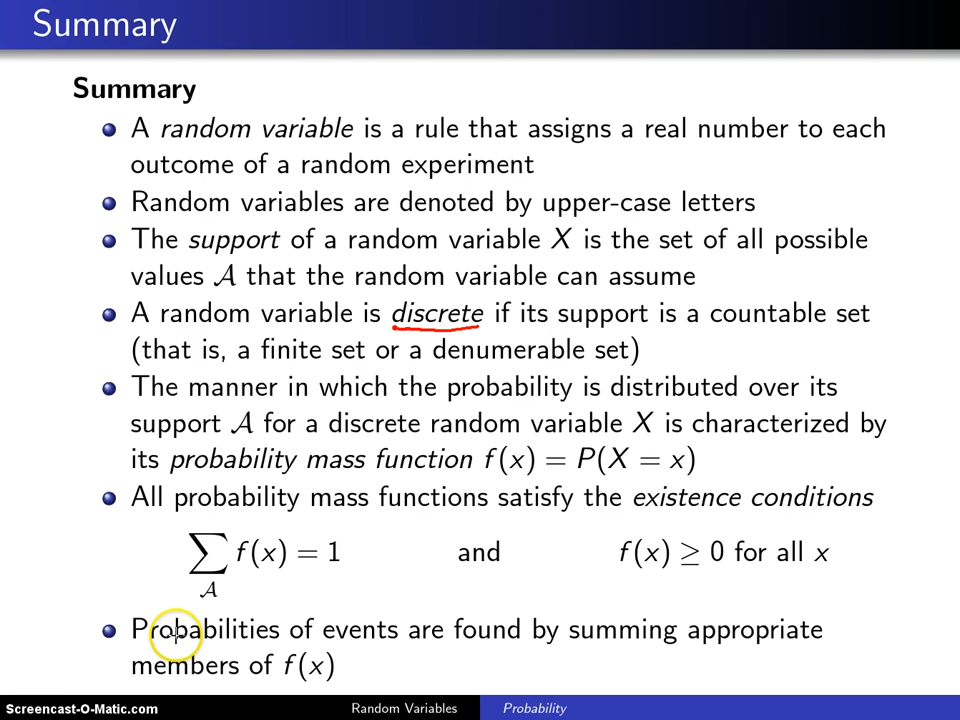 Summary
Summary
A random variable is a rule that assigns a real number to each
outcome of a random experiment
Random variables are denoted by upper-case letters
The support of a random variable X is the set of all possible
values 𝒜 that the random variable can assume
A random variable is discrete if its support is a countable set
(that is, a finite set or a denumerable set)
The manner in which the probability is distributed over its
support 𝒜 for a discrete random variable X is characterized by
its probability mass function f(x) = P(X = x)
All probability mass functions satisfy the existence conditions
∑ f(x) = 1 and f(x) ≥ 0 for all x
𝒜
Probabilities of events are found by summing appropriate
members of f(x)
Screencast-O-Matic.com Random Variables Probability